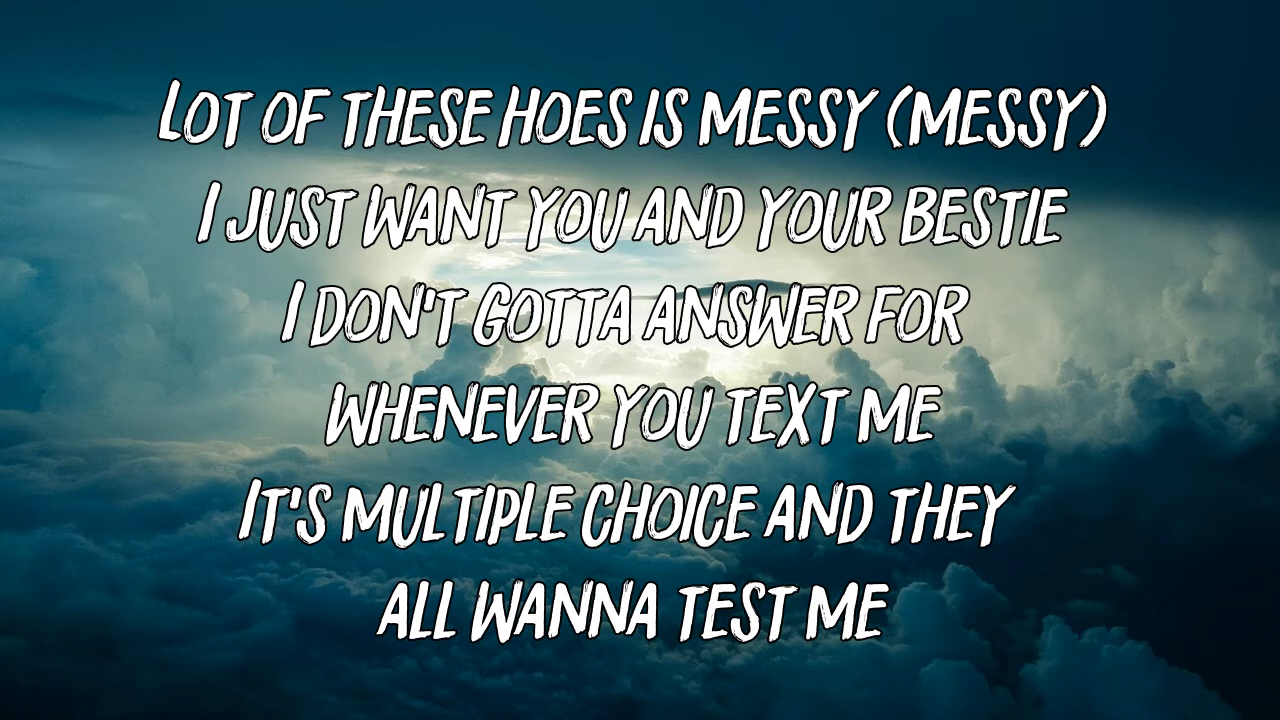 Lot of these hoes is messy (messy)
I just want you and your bestie
I don't gotta answer for
whenever you text me
It's multiple choice and they
all wanna test me